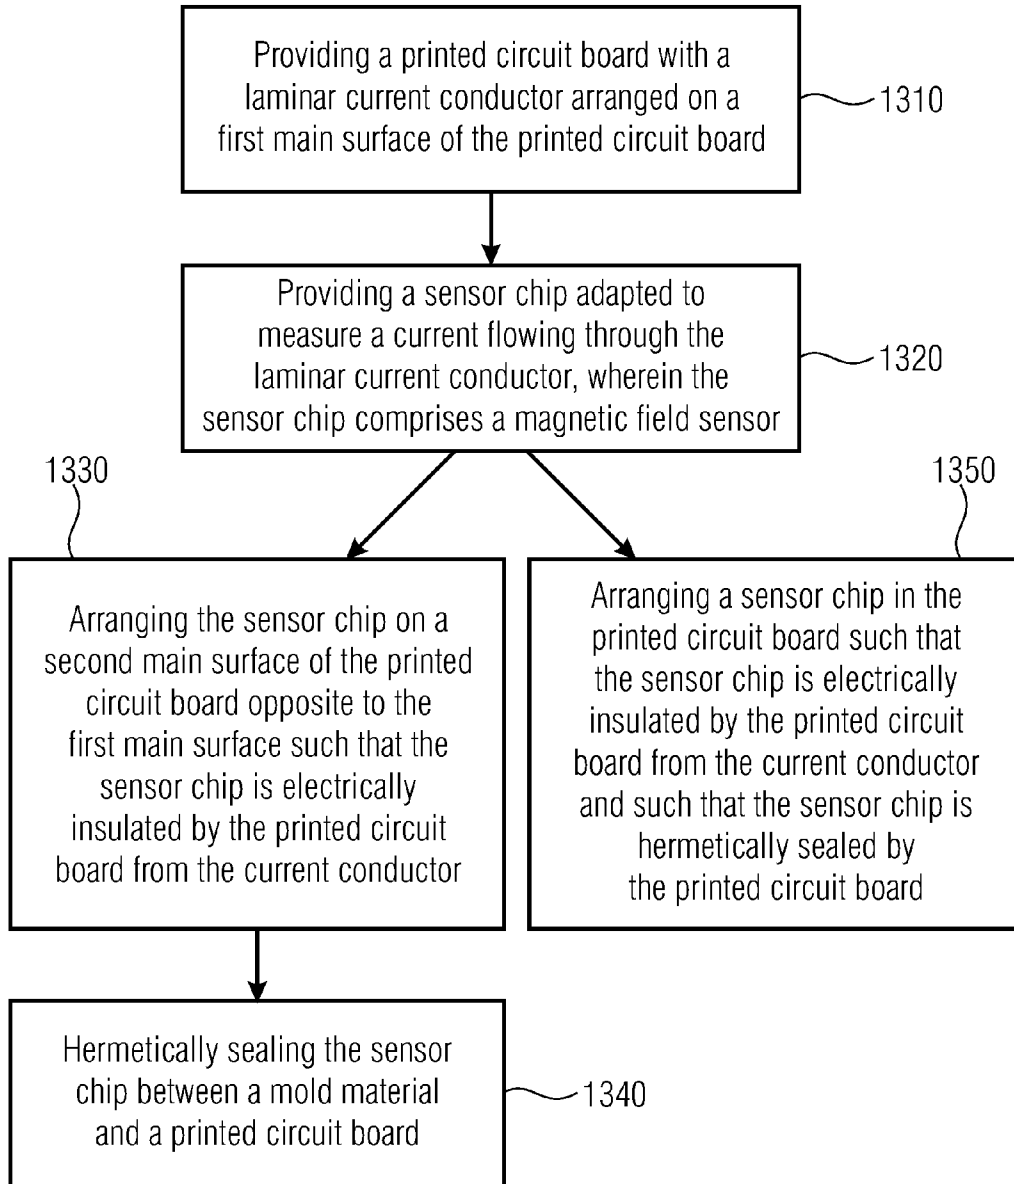 Providing a printed circuit board with a
laminar current conductor arranged on a
first main surface of the printed circuit board
1310
Providing a sensor chip adapted to
measure a current flowing through the
laminar current conductor, wherein the
sensor chip comprises a magnetic field sensor
1320
1330
Arranging the sensor chip on a
second main surface of the printed
circuit board opposite to the
first main surface such that the
sensor chip is electrically
insulated by the printed circuit
board from the current conductor
1350
Arranging a sensor chip in the
printed circuit board such that
the sensor chip is electrically
insulated by the printed circuit
board from the current conductor
and such that the sensor chip is
hermetically sealed by
the printed circuit board
Hermetically sealing the sensor
chip between a mold material
and a printed circuit board
1340